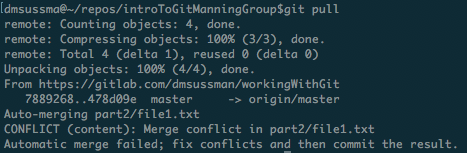 [dmsussma@~/repos/introToGitManningGroup$git pull
remote: Counting objects: 4, done.
remote: Compressing objects: 100% (3/3), done.
remote: Total 4 (delta 1), reused 0 (delta 0)
Unpacking objects: 100% (4/4), done.
From https://gitlab.com/dmsussman/workingWithGit
   7889268..478d09e  master     -> origin/master
Auto-merging part2/file1.txt
CONFLICT (content): Merge conflict in part2/file1.txt
Automatic merge failed; fix conflicts and then commit the result.